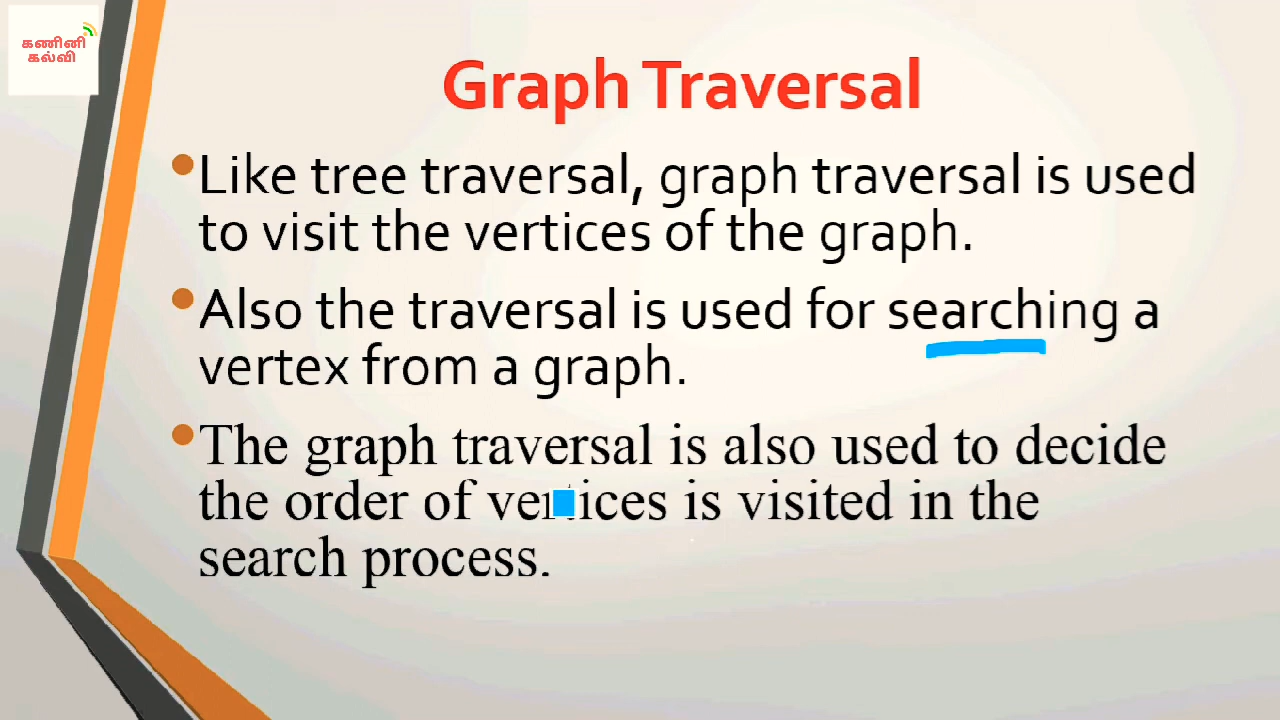 கணினி
கல்வி
Graph Traversal
•Like tree traversal, graph traversal is used
to visit the vertices of the graph.
•Also the traversal is used for searching a
vertex from a graph.
•The graph traversal is also used to decide
the order of vertices is visited in the
search process.